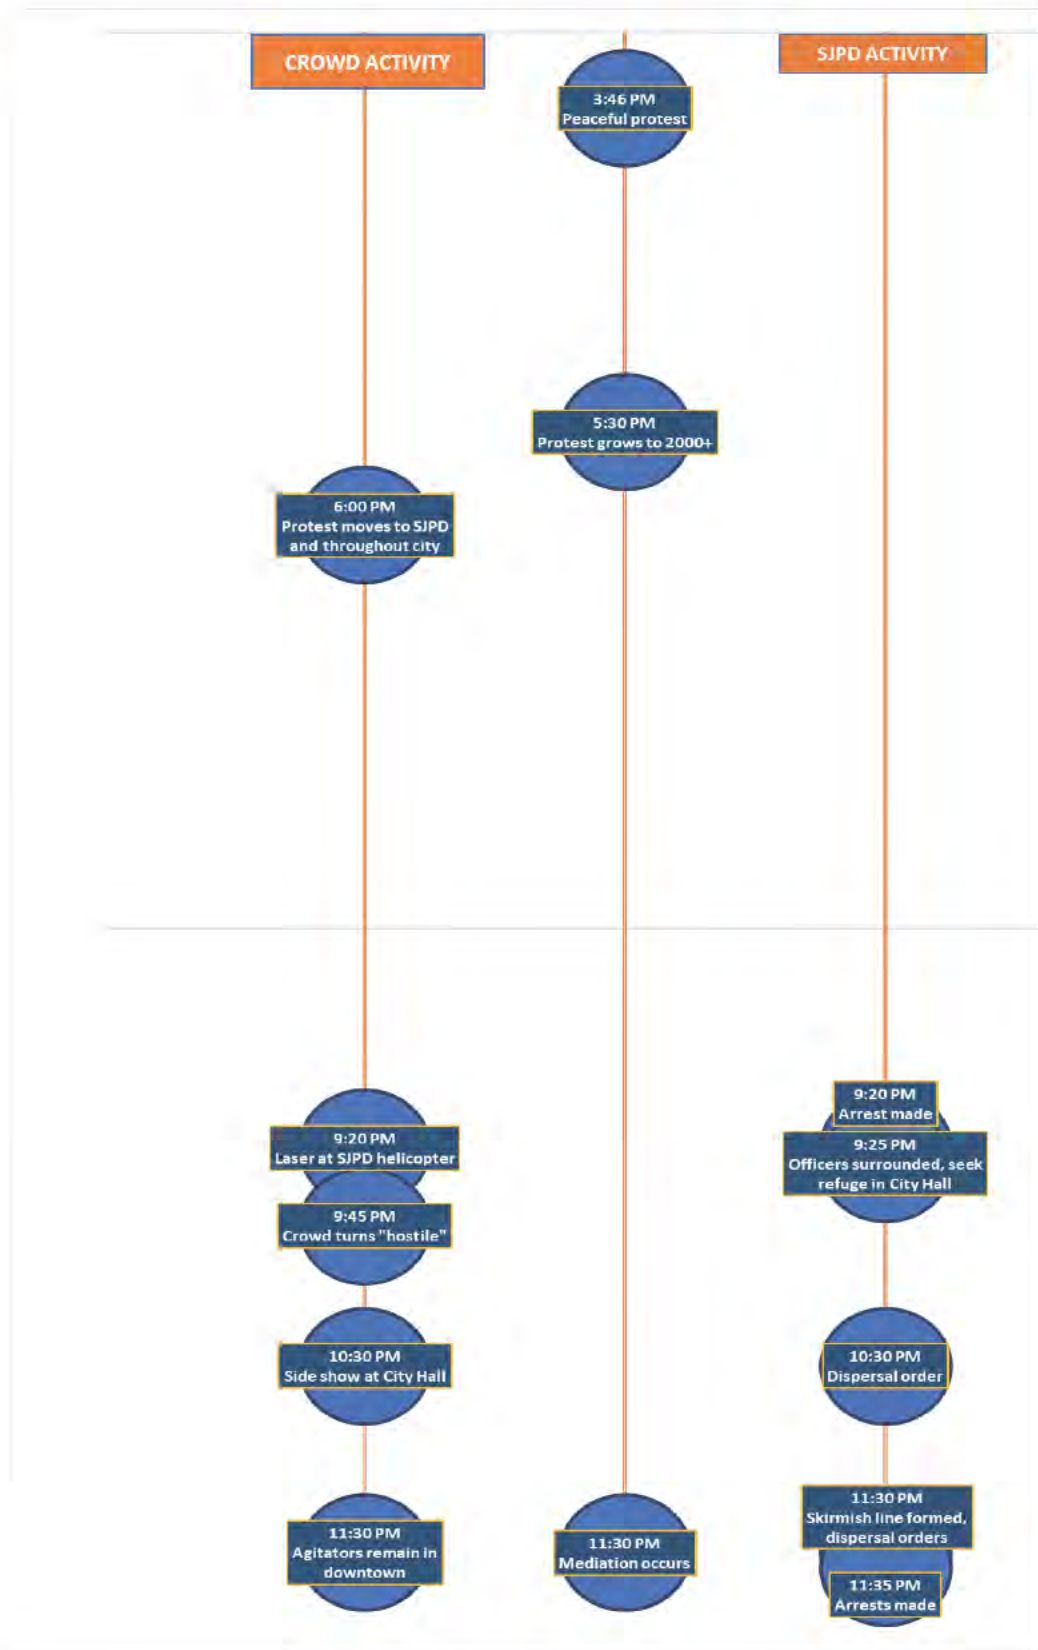 CROWD ACTIVITY
SJPD ACTIVITY
3:46 PM
Peaceful protest
5:30 PM
Protest grows to 2000+
6:00 PM
Protest moves to SJPD
and throughout city
9:20 PM
Arrest made
9:20 PM
Laser at SJPD helicopter
9:25 PM
Officers surrounded, seek
refuge in City Hall
9:45 PM
Crowd turns "hostile"
10:30 PM
Side show at City Hall
10:30 PM
Dispersal order
11:30 PM
Agitators remain in
downtown
11:30 PM
Mediation occurs
11:30 PM
Skirmish line formed,
dispersal orders
11:35 PM
Arrests made